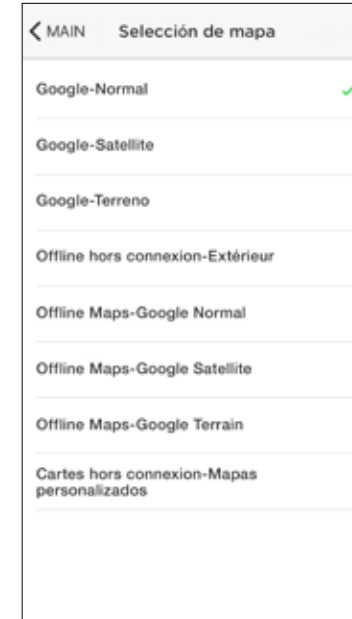 MAIN Selección de mapa
Google-Normal
Google-Satellite
Google-Terreno
Offline hors connexion-Extérieur
Offline Maps-Google Normal
Offline Maps-Google Satellite
Offline Maps-Google Terrain
Cartes hors connexion-Mapas
personalizados